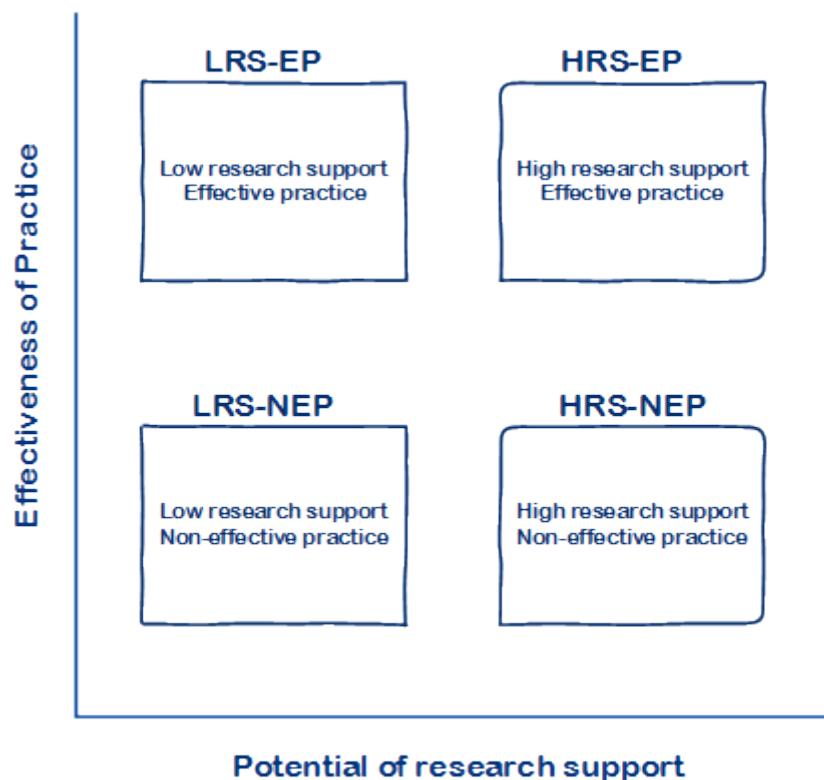 Effectiveness of Practice
LRS-EP
Low research support
Effective practice
HRS-EP
High research support
Effective practice
LRS-NEP
Low research support
Non-effective practice
HRS-NEP
High research support
Non-effective practice
Potential of research support